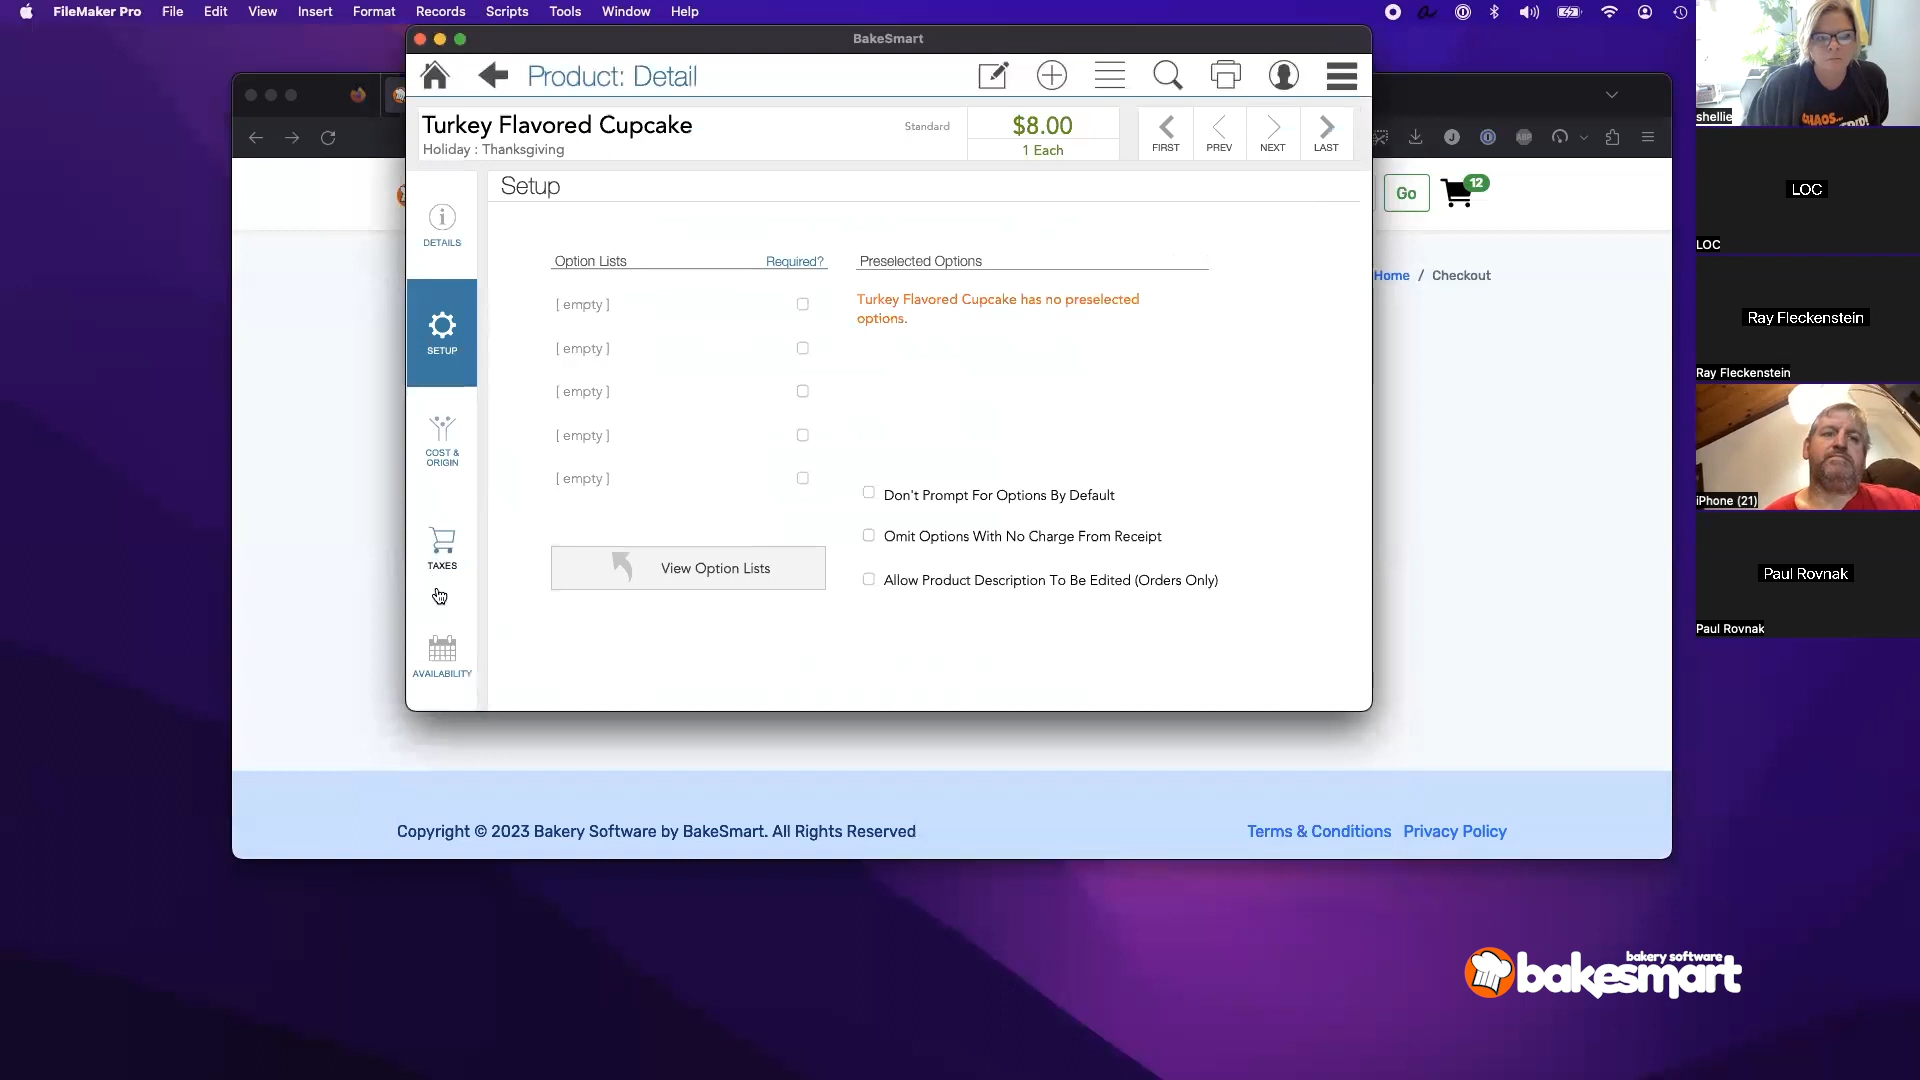 FileMaker Pro File Edit View Insert Format Records Scripts Tools Window Help
BakeSmart
Product: Detail
Turkey Flavored Cupcake
Standard
$8.00
Holiday : Thanksgiving
1 Each
FIRST PREV NEXT LAST
Setup
DETAILS
SETUP
COST &
ORIGIN
TAXES
AVAILABILITY
Option Lists Required? Preselected Options
[ empty ]
[ empty ]
[ empty ]
[ empty ]
[ empty ]
Turkey Flavored Cupcake has no preselected
options.
Don't Prompt For Options By Default
Omit Options With No Charge From Receipt
Allow Product Description To Be Edited (Orders Only)
View Option Lists
ABP
Go
12
Home / Checkout
Copyright © 2023 Bakery Software by BakeSmart. All Rights Reserved
Terms & Conditions Privacy Policy
bakery software
bakesmart
CHAOS...
shellie
LOC
LOC
Ray Fleckenstein
Ray Fleckenstein
iPhone (21)
Paul Rovnak
Paul Rovnak